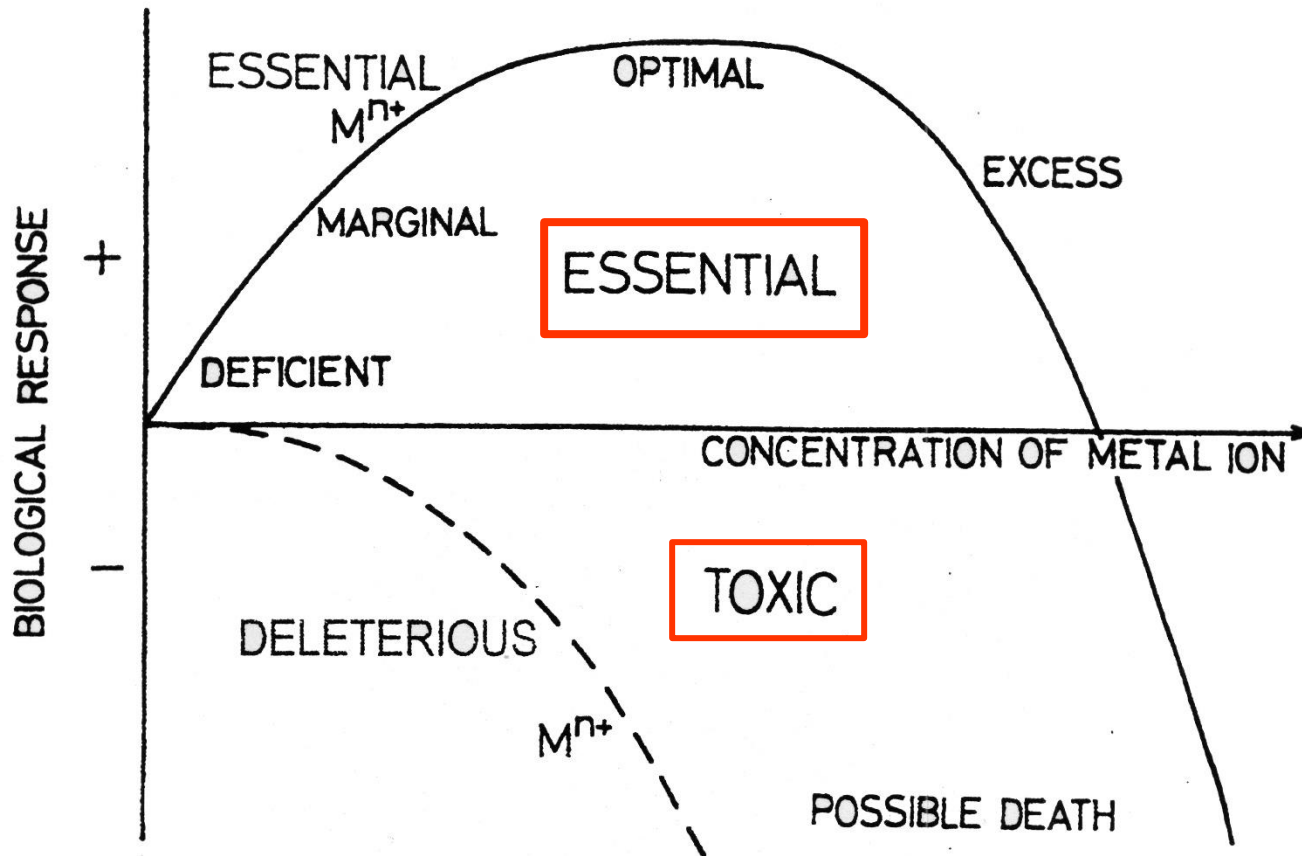 ESSENTIAL
Mⁿ⁺
OPTIMAL
EXCESS
MARGINAL
ESSENTIAL
DEFICIENT
+
BIOLOGICAL RESPONSE
CONCENTRATION OF METAL ION
−
TOXIC
DELETERIOUS
Mⁿ⁺
POSSIBLE DEATH